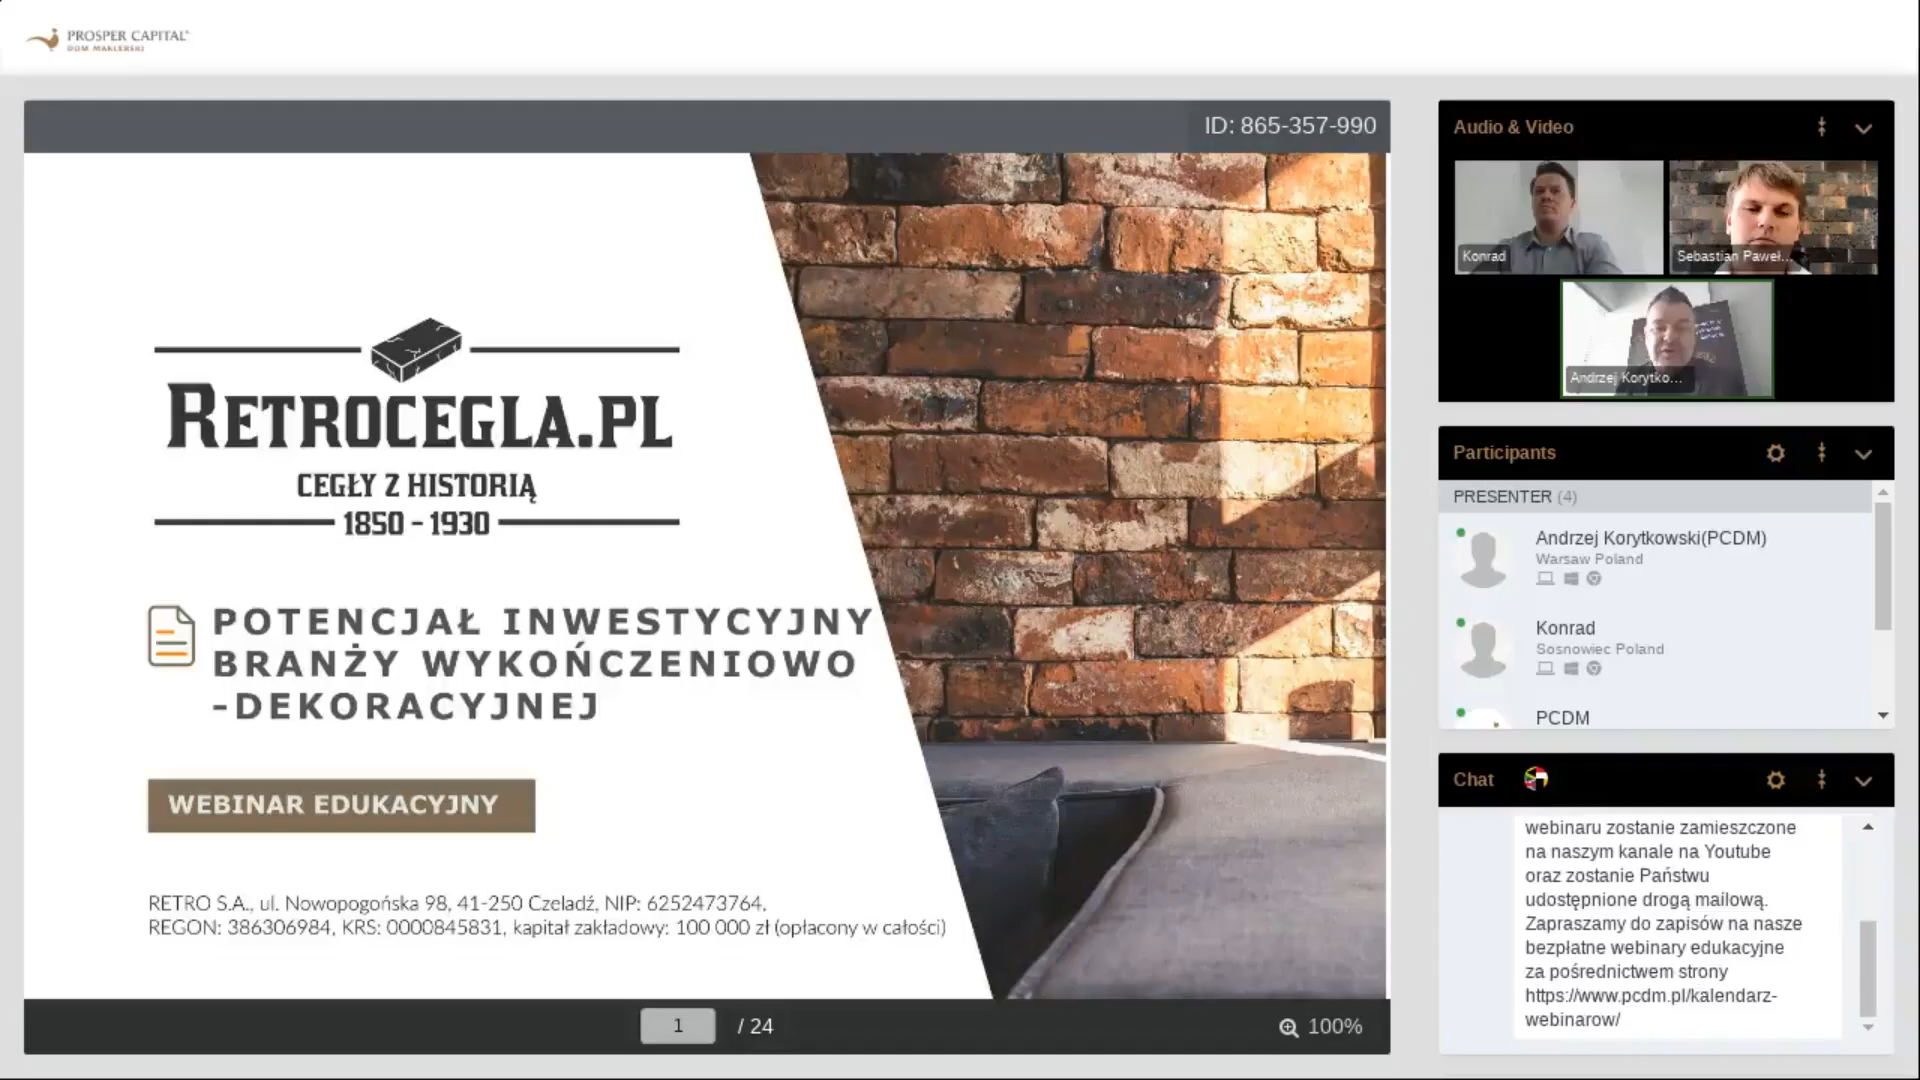 PROSPER CAPITAL
DOM MAKLERSKI
ID: 865-357-990
RETROCEGLA.PL
CEGŁY Z HISTORIĄ
1850 - 1930
POTENCJAŁ INWESTYCYJNY
BRANŻY WYKOŃCZENIOWO
-DEKORACYJNEJ
WEBINAR EDUKACYJNY
RETRO S.A., ul. Nowopogońska 98, 41-250 Czeladź, NIP: 6252473764,
REGON: 386306984, KRS: 0000845831, kapitał zakładowy: 100 000 zł (opłacony w całości)
1 / 24
100%
Audio & Video
Konrad
Sebastian Paweł...
Andrzej Korytko...
Participants
PRESENTER (4)
Andrzej Korytkowski(PCDM)
Warsaw Poland
Konrad
Sosnowiec Poland
PCDM
Chat
webinaru zostanie zamieszczone
na naszym kanale na Youtube
oraz zostanie Państwu
udostępnione drogą mailową.
Zapraszamy do zapisów na nasze
bezpłatne webinary edukacyjne
za pośrednictwem strony
https://www.pcdm.pl/kalendarz-
webinarow/